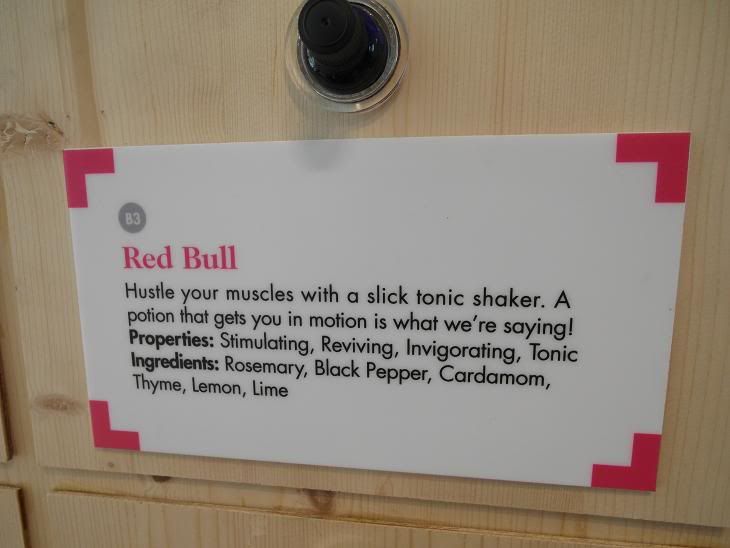 B3
Red Bull
Hustle your muscles with a slick tonic shaker. A
potion that gets you in motion is what we're saying!
Properties: Stimulating, Reviving, Invigorating, Tonic
Ingredients: Rosemary, Black Pepper, Cardamom,
Thyme, Lemon, Lime